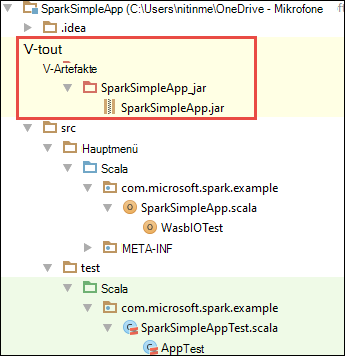 SparkSimpleApp (C:\Users\nitinme\OneDrive - Mikrofone
.idea
V-tout
V-Artefakte
SparkSimpleApp_jar
SparkSimpleApp.jar
src
Hauptmenü
Scala
com.microsoft.spark.example
SparkSimpleApp.scala
WasbIOTest
META-INF
test
Scala
com.microsoft.spark.example
SparkSimpleAppTest.scala
AppTest